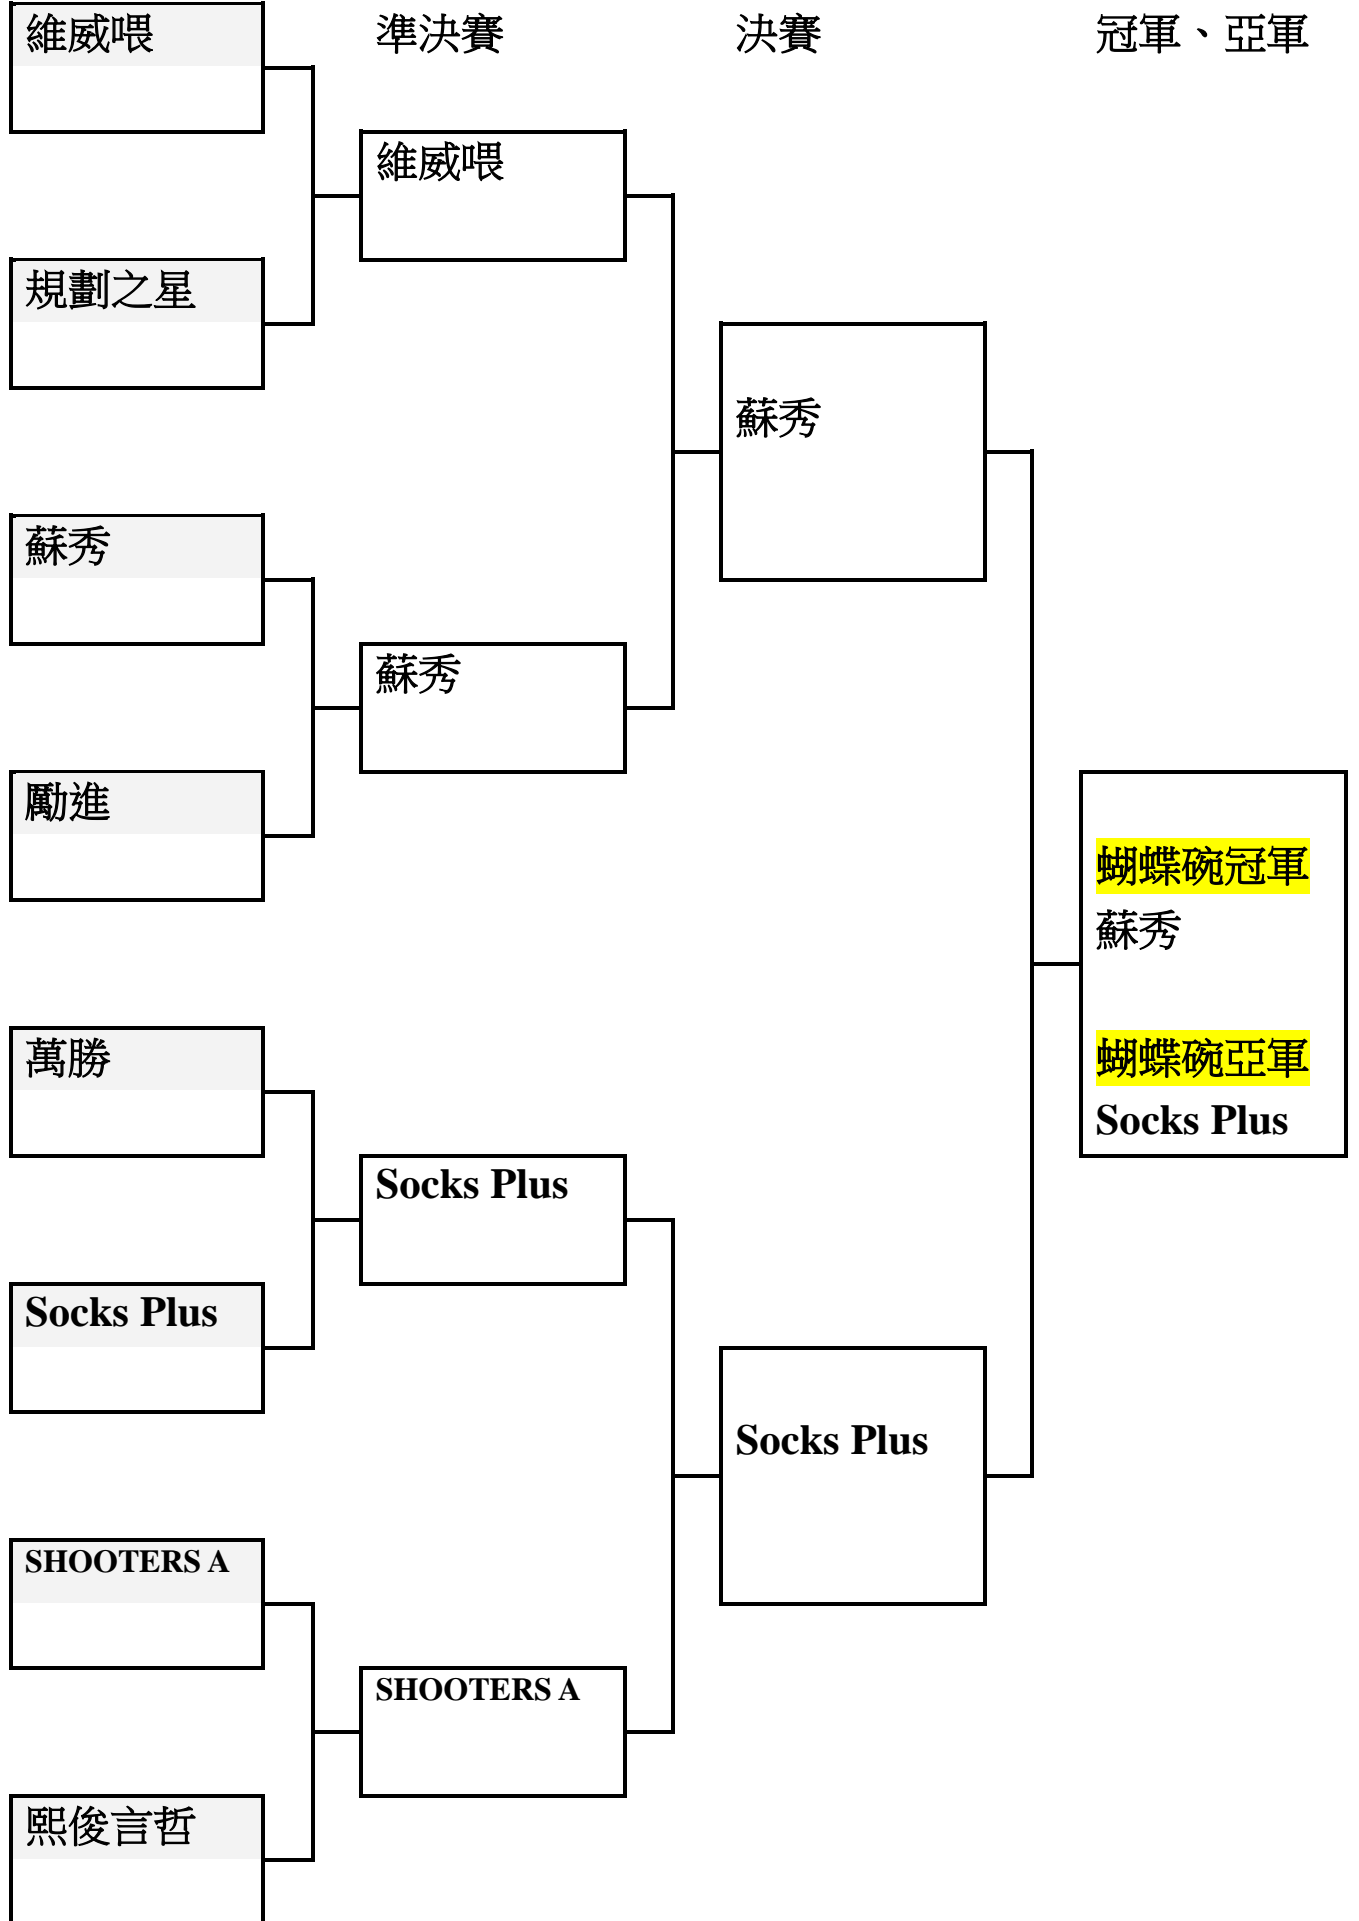 維威喂 準決賽 決賽 冠軍、亞軍
維威喂
規劃之星
蘇秀
蘇秀
蘇秀
勵進
蝴蝶碗冠軍
蘇秀
萬勝
蝴蝶碗亞軍
Socks Plus
Socks Plus
Socks Plus
Socks Plus
SHOOTERS A
SHOOTERS A
熙俊言哲